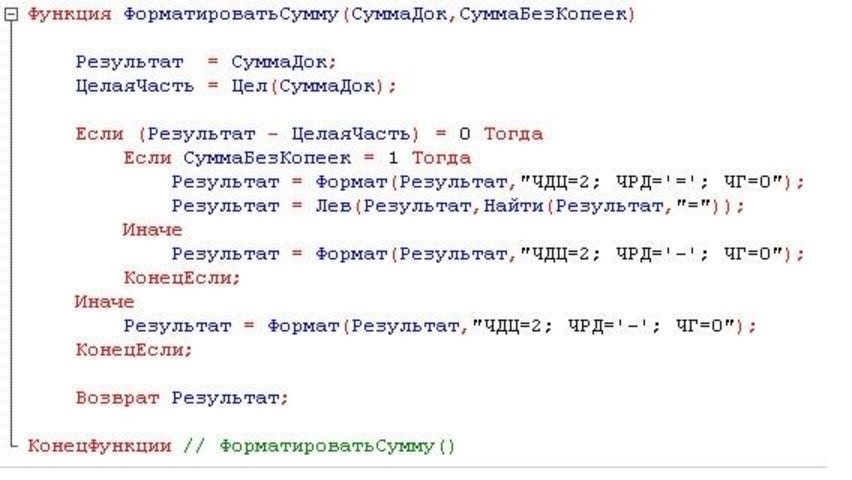 Функция ФорматироватьСумму(СуммаДок,СуммаБезКопеек)
Результат = СуммаДок;
ЦелаяЧасть = Цел(СуммаДок);
Если (Результат - ЦелаяЧасть) = 0 Тогда
Если СуммаБезКопеек = 1 Тогда
Результат = Формат(Результат,"ЧДЦ=2; ЧРД='='; ЧГ=0");
Результат = Лев(Результат,Найти(Результат,"="));
Иначе
Результат = Формат(Результат,"ЧДЦ=2; ЧРД='-'; ЧГ=0");
КонецЕсли;
Иначе
Результат = Формат(Результат,"ЧДЦ=2; ЧРД='-'; ЧГ=0");
КонецЕсли;
Возврат Результат;
КонецФункции // ФорматироватьСумму()